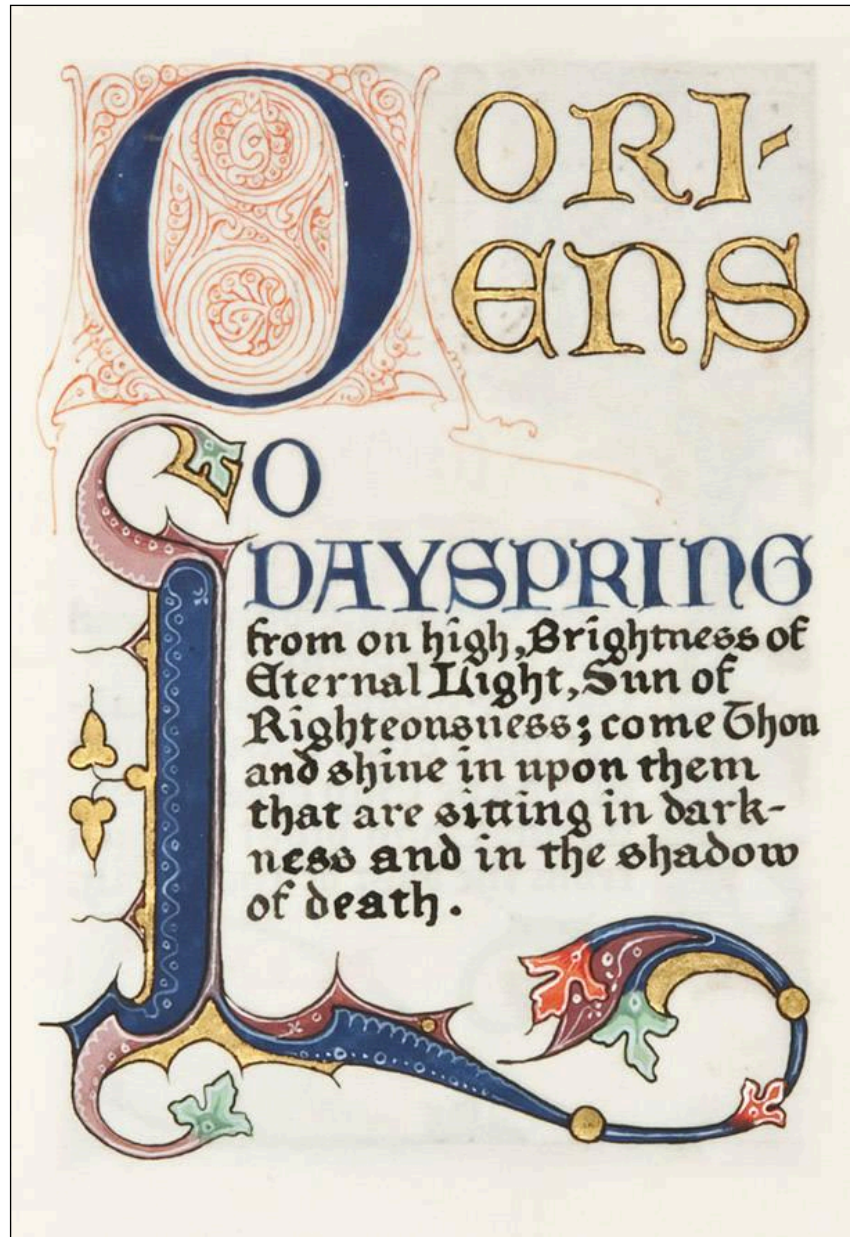 O ORI-
ENS
O
DAYSPRING
from on high, Brightness of
Eternal Light, Sun of
Righteousness; come Thou
and shine in upon them
that are sitting in dark-
ness and in the shadow
of death.